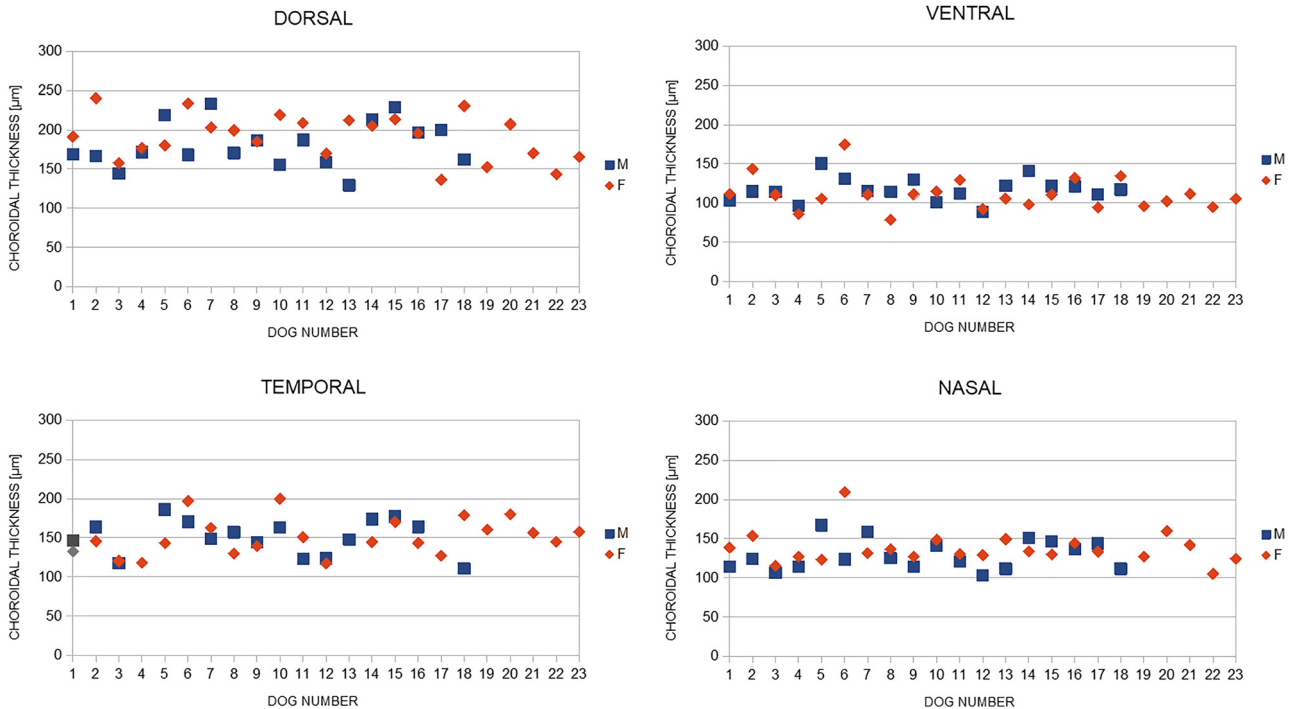 DORSAL
CHOROIDAL THICKNESS [µm]
300
250
200
150
100
50
0
1 2 3 4 5 6 7 8 9 10 11 12 13 14 15 16 17 18 19 20 21 22 23
DOG NUMBER
M
F
VENTRAL
CHOROIDAL THICKNESS [µm]
300
250
200
150
100
50
0
1 2 3 4 5 6 7 8 9 10 11 12 13 14 15 16 17 18 19 20 21 22 23
DOG NUMBER
M
F
TEMPORAL
CHOROIDAL THICKNESS [µm]
300
250
200
150
100
50
0
1 2 3 4 5 6 7 8 9 10 11 12 13 14 15 16 17 18 19 20 21 22 23
DOG NUMBER
M
F
NASAL
CHOROIDAL THICKNESS [µm]
300
250
200
150
100
50
0
1 2 3 4 5 6 7 8 9 10 11 12 13 14 15 16 17 18 19 20 21 22 23
DOG NUMBER
M
F